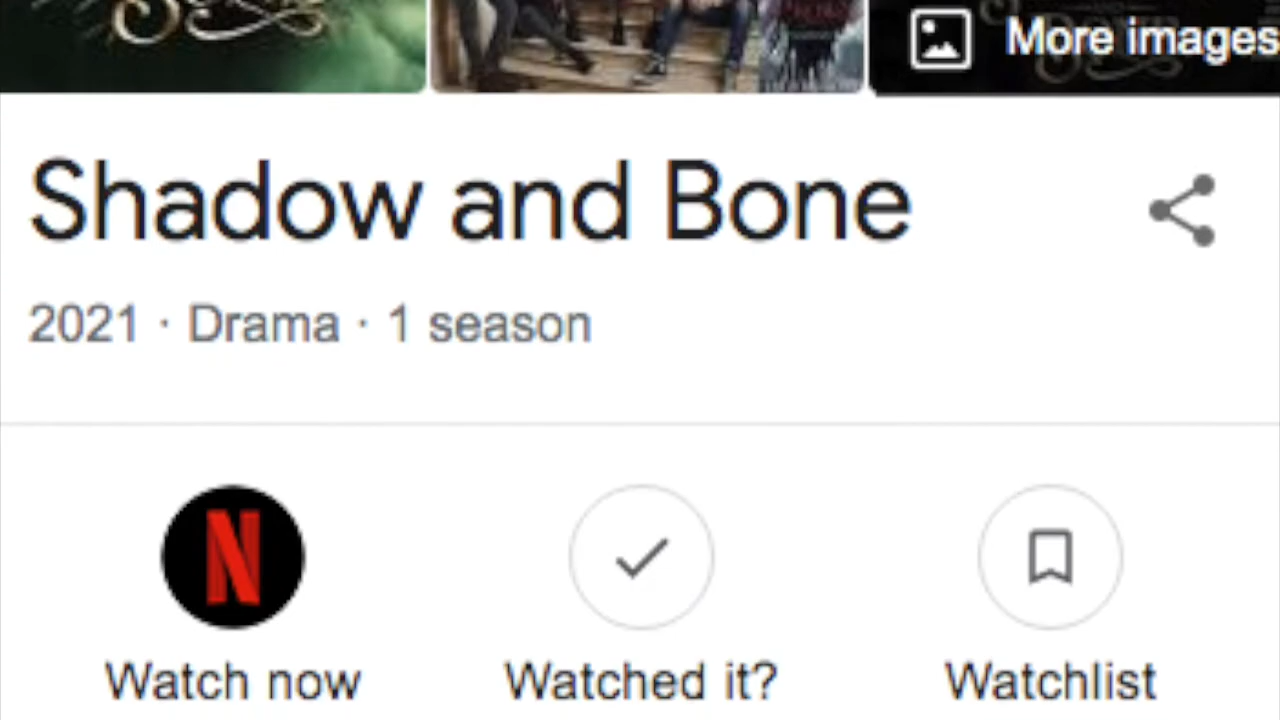 More images
Shadow and Bone
2021 · Drama · 1 season
N
Watch now
Watched it?
Watchlist